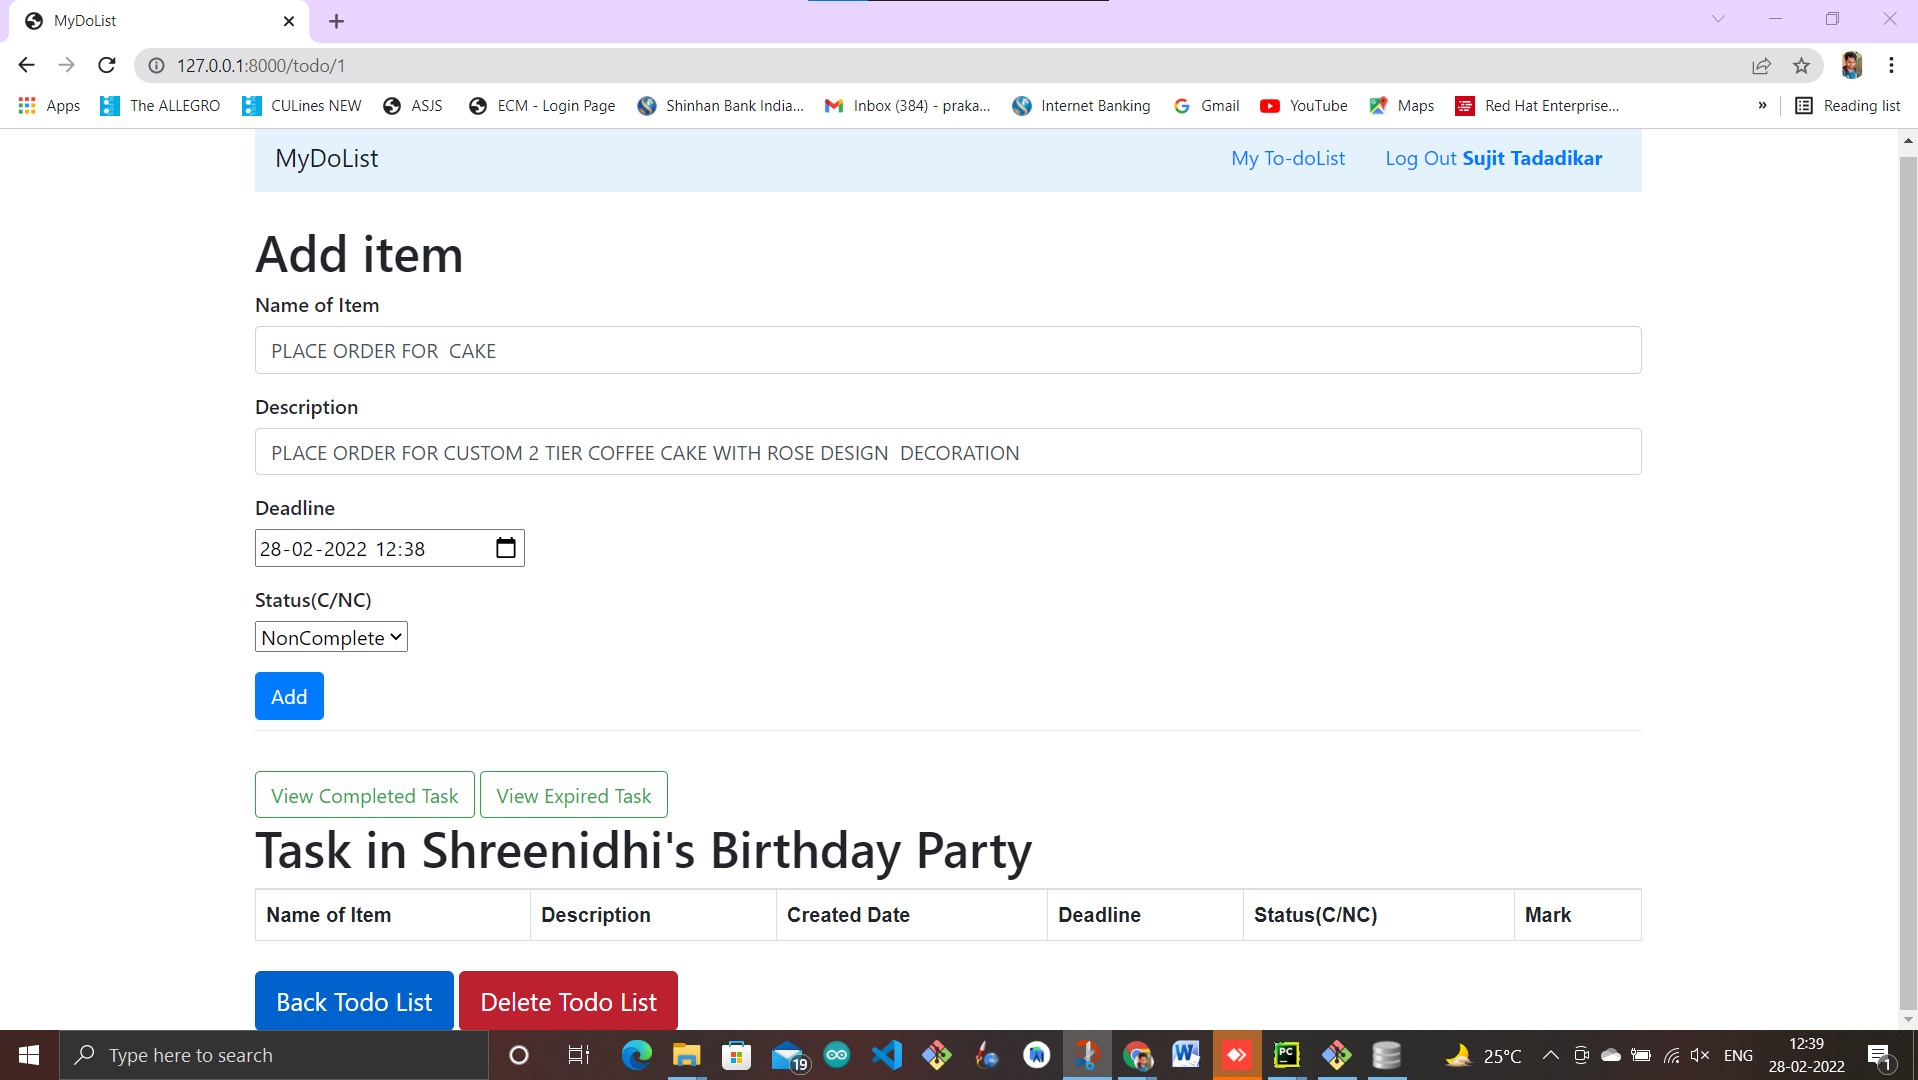 MyDoList
127.0.0.1:8000/todo/1
Apps The ALLEGRO CULines NEW ASJS ECM - Login Page Shinhan Bank India... Inbox (384) - praka... Internet Banking Gmail YouTube Maps Red Hat Enterprise... » Reading list
MyDoList My To-doList Log Out Sujit Tadadikar
Add item
Name of Item
PLACE ORDER FOR  CAKE
Description
PLACE ORDER FOR CUSTOM 2 TIER COFFEE CAKE WITH ROSE DESIGN  DECORATION
Deadline
28-02-2022 12:38
Status(C/NC)
NonComplete
Add
View Completed Task View Expired Task
Task in Shreenidhi's Birthday Party
Name of Item Description Created Date Deadline Status(C/NC) Mark
Back Todo List Delete Todo List
Type here to search 19 PC 25°C ENG 12:39
28-02-2022 1